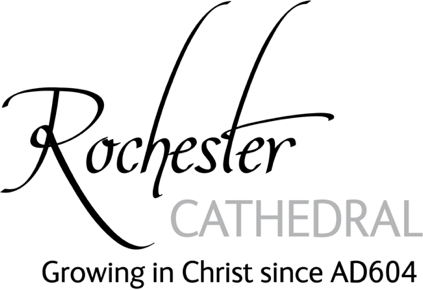 Rochester
CATHEDRAL
Growing in Christ since AD604